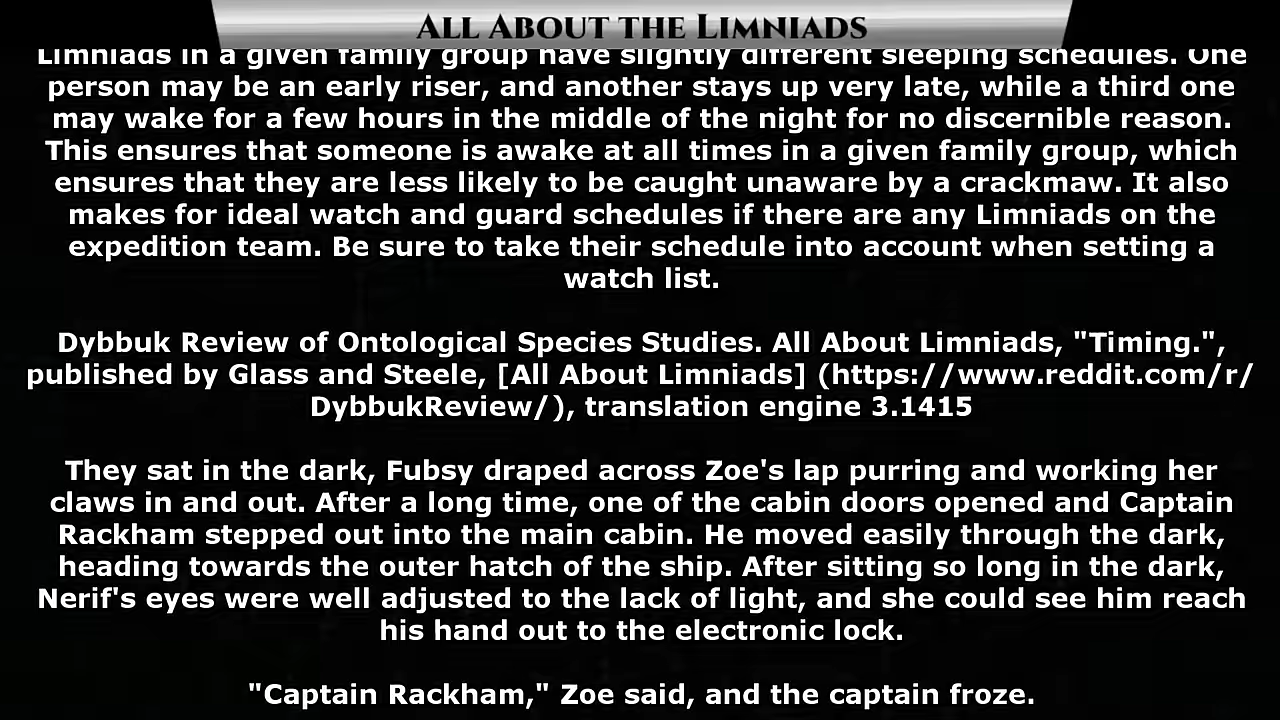 All About the Limniads
Limniads in a given family group have slightly different sleeping schedules. One
person may be an early riser, and another stays up very late, while a third one
may wake for a few hours in the middle of the night for no discernible reason.
This ensures that someone is awake at all times in a given family group, which
ensures that they are less likely to be caught unaware by a crackmaw. It also
makes for ideal watch and guard schedules if there are any Limniads on the
expedition team. Be sure to take their schedule into account when setting a
watch list.
Dybbuk Review of Ontological Species Studies. All About Limniads, "Timing.",
published by Glass and Steele, [All About Limniads] (https://www.reddit.com/r/
DybbukReview/), translation engine 3.1415
They sat in the dark, Fubsy draped across Zoe's lap purring and working her
claws in and out. After a long time, one of the cabin doors opened and Captain
Rackham stepped out into the main cabin. He moved easily through the dark,
heading towards the outer hatch of the ship. After sitting so long in the dark,
Nerif's eyes were well adjusted to the lack of light, and she could see him reach
his hand out to the electronic lock.
"Captain Rackham," Zoe said, and the captain froze.